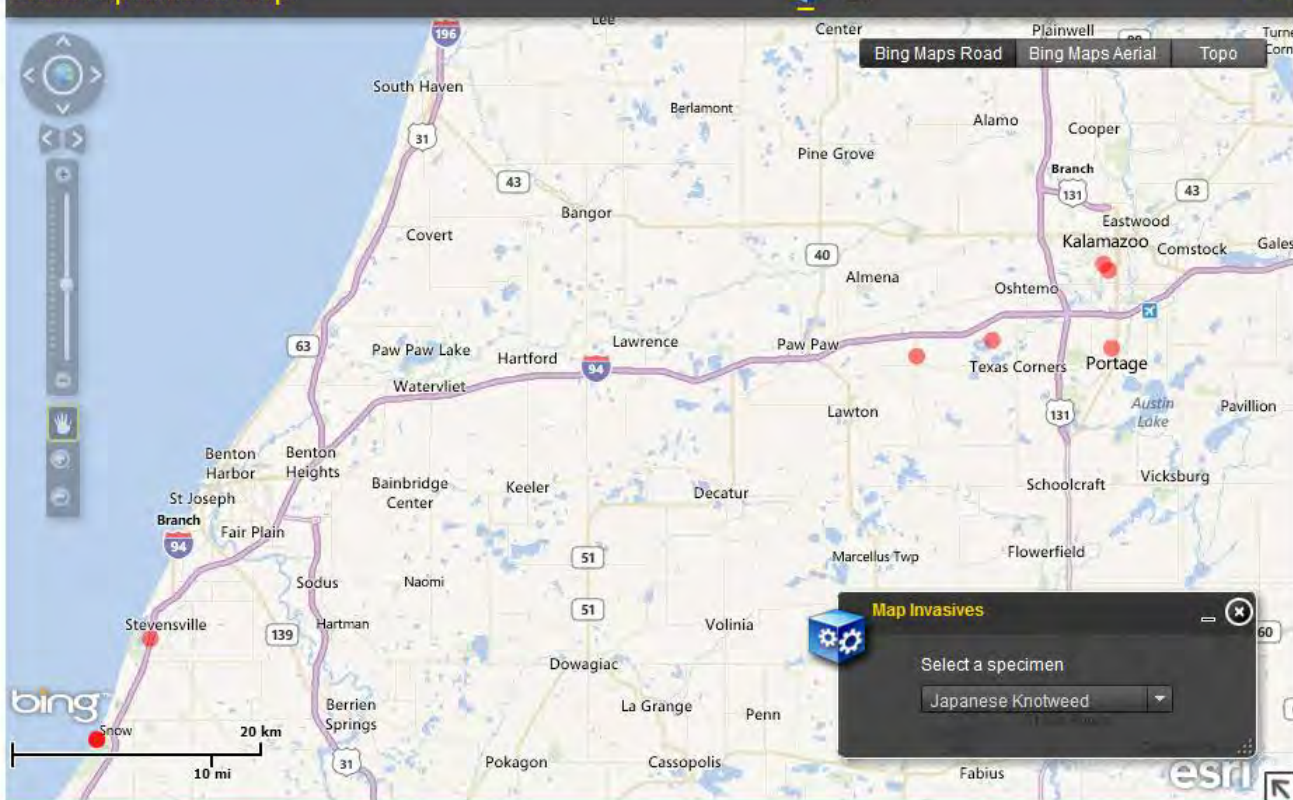 Lee
Center
Plainwell
196
Bing Maps Road
Bing Maps Aerial
Topo
South Haven
Berlamont
Alamo
Cooper
31
Pine Grove
Branch
131
43
43
Bangor
Eastwood
Covert
Kalamazoo
Comstock
40
Almena
Oshtemo
63
Lawrence
Paw Paw
Paw Paw Lake
Hartford
94
Texas Corners
Portage
Watervliet
Lawton
131
Austin
Lake
Pavillion
Benton
Harbor
Benton
Heights
St Joseph
Bainbridge
Center
Keeler
Decatur
Schoolcraft
Vicksburg
Branch
94
Fair Plain
51
Marcellus Twp
Flowerfield
Sodus
Naomi
51
Stevensville
139
Hartman
Volinia
Map Invasives
60
Select a specimen
Dowagiac
Japanese Knotweed
bing
Berrien
Springs
La Grange
Penn
Snow
20 km
10 mi
31
Pokagon
Cassopolis
Fabius
esri